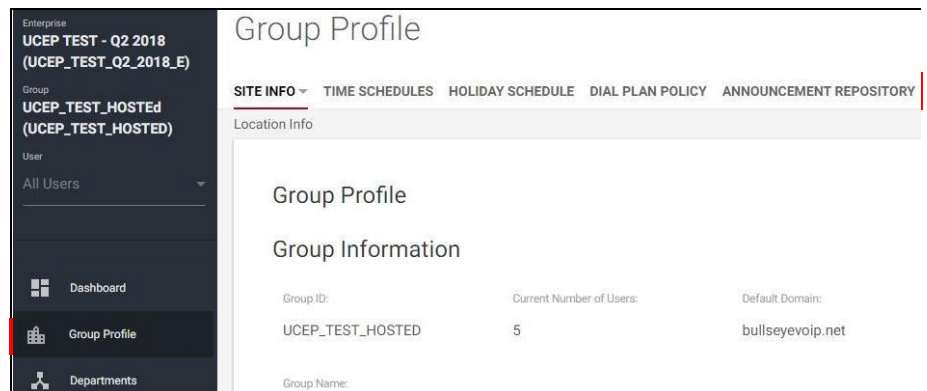 Enterprise
UCEP TEST - Q2 2018
(UCEP_TEST_Q2_2018_E)
Group
UCEP_TEST_HOSTEd
(UCEP_TEST_HOSTED)
User
All Users
Dashboard
Group Profile
Departments
Group Profile
SITE INFO TIME SCHEDULES HOLIDAY SCHEDULE DIAL PLAN POLICY ANNOUNCEMENT REPOSITORY
Location Info
Group Profile
Group Information
Group ID: Current Number of Users: Default Domain:
UCEP_TEST_HOSTED 5 bullseyevoip.net
Group Name: